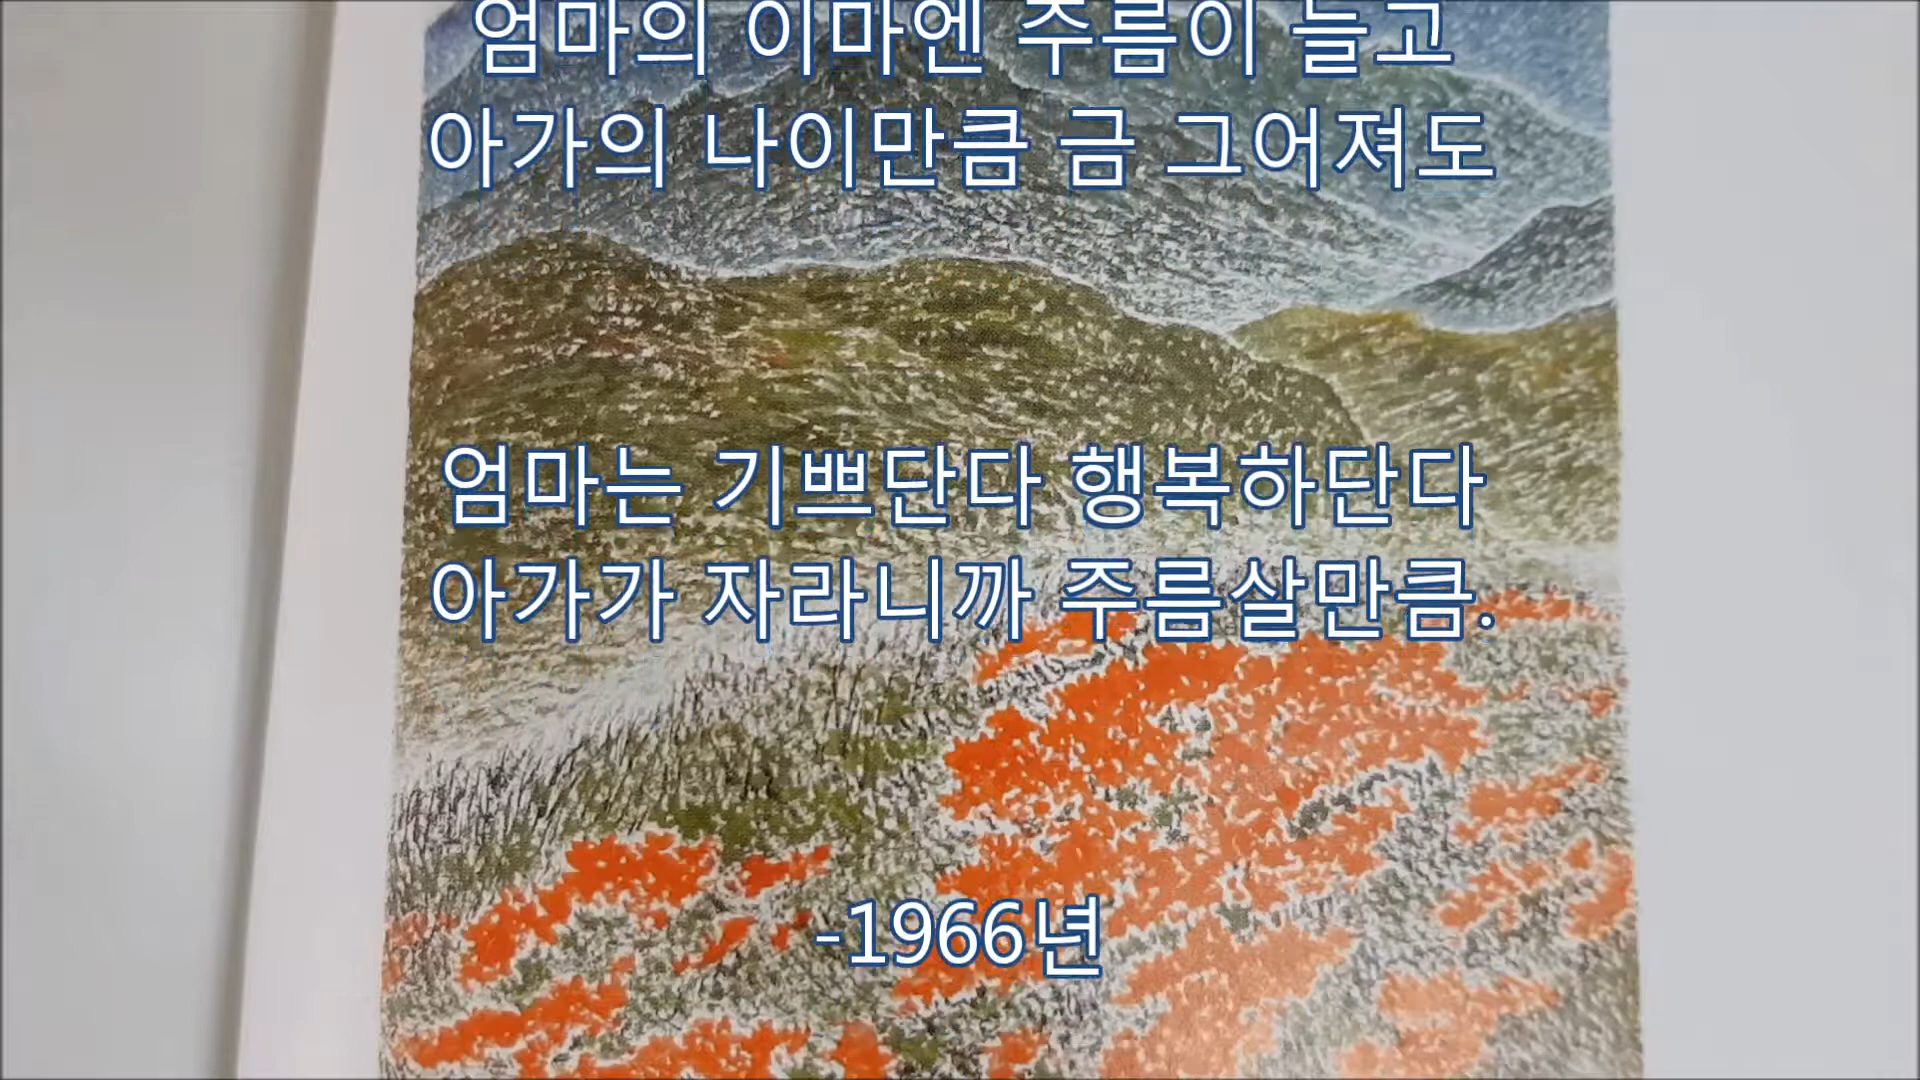 엄마의 이마엔 주름이 늘고
아가의 나이만큼 금 그어져도
엄마는 기쁘단다 행복하단다
아가가 자라니까 주름살만큼.
-1966년